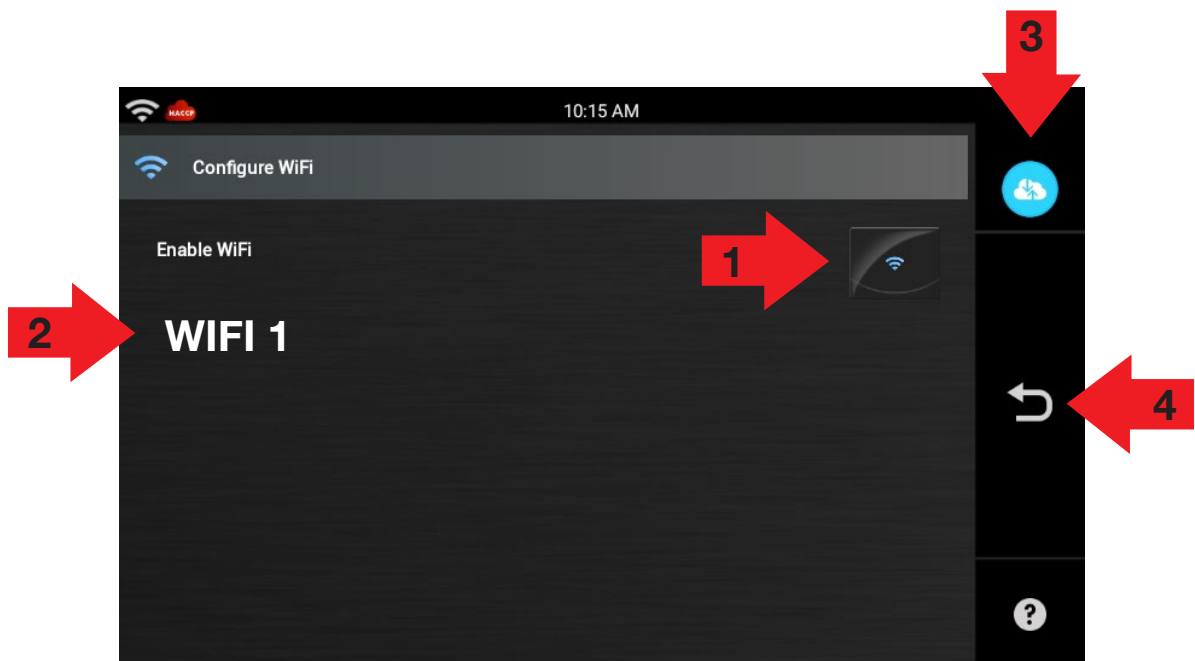 3
HACCP
10:15 AM
Configure WiFi
Enable WiFi
1
2
WIFI 1
4
?